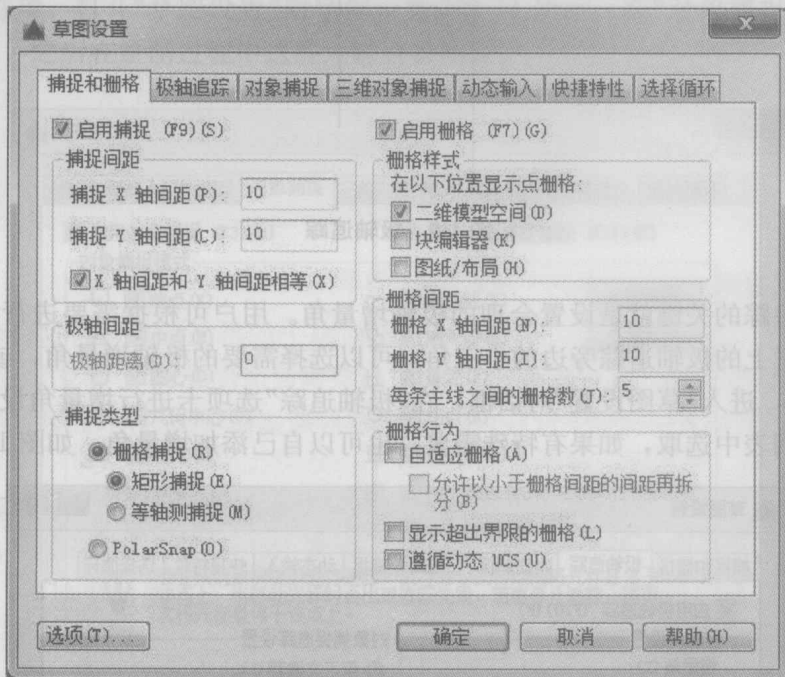 草图设置
捕捉和栅格 极轴追踪 对象捕捉 三维对象捕捉 动态输入 快捷特性 选择循环
启用捕捉 (F9)(S)
捕捉间距
捕捉 X 轴间距(P): 10
捕捉 Y 轴间距(C): 10
X 轴间距和 Y 轴间距相等(X)
极轴间距
极轴距离(D): 0
捕捉类型
栅格捕捉(R)
矩形捕捉(E)
等轴测捕捉(M)
PolarSnap(O)
启用栅格 (F7)(G)
栅格样式
在以下位置显示点栅格:
二维模型空间(D)
块编辑器(K)
图纸/布局(H)
栅格间距
栅格 X 轴间距(N): 10
栅格 Y 轴间距(I): 10
每条主线之间的栅格数(J): 5
栅格行为
自适应栅格(A)
允许以小于栅格间距的间距再拆
分(B)
显示超出界限的栅格(L)
遵循动态 UCS(U)
选项(T)... 确定 取消 帮助(H)